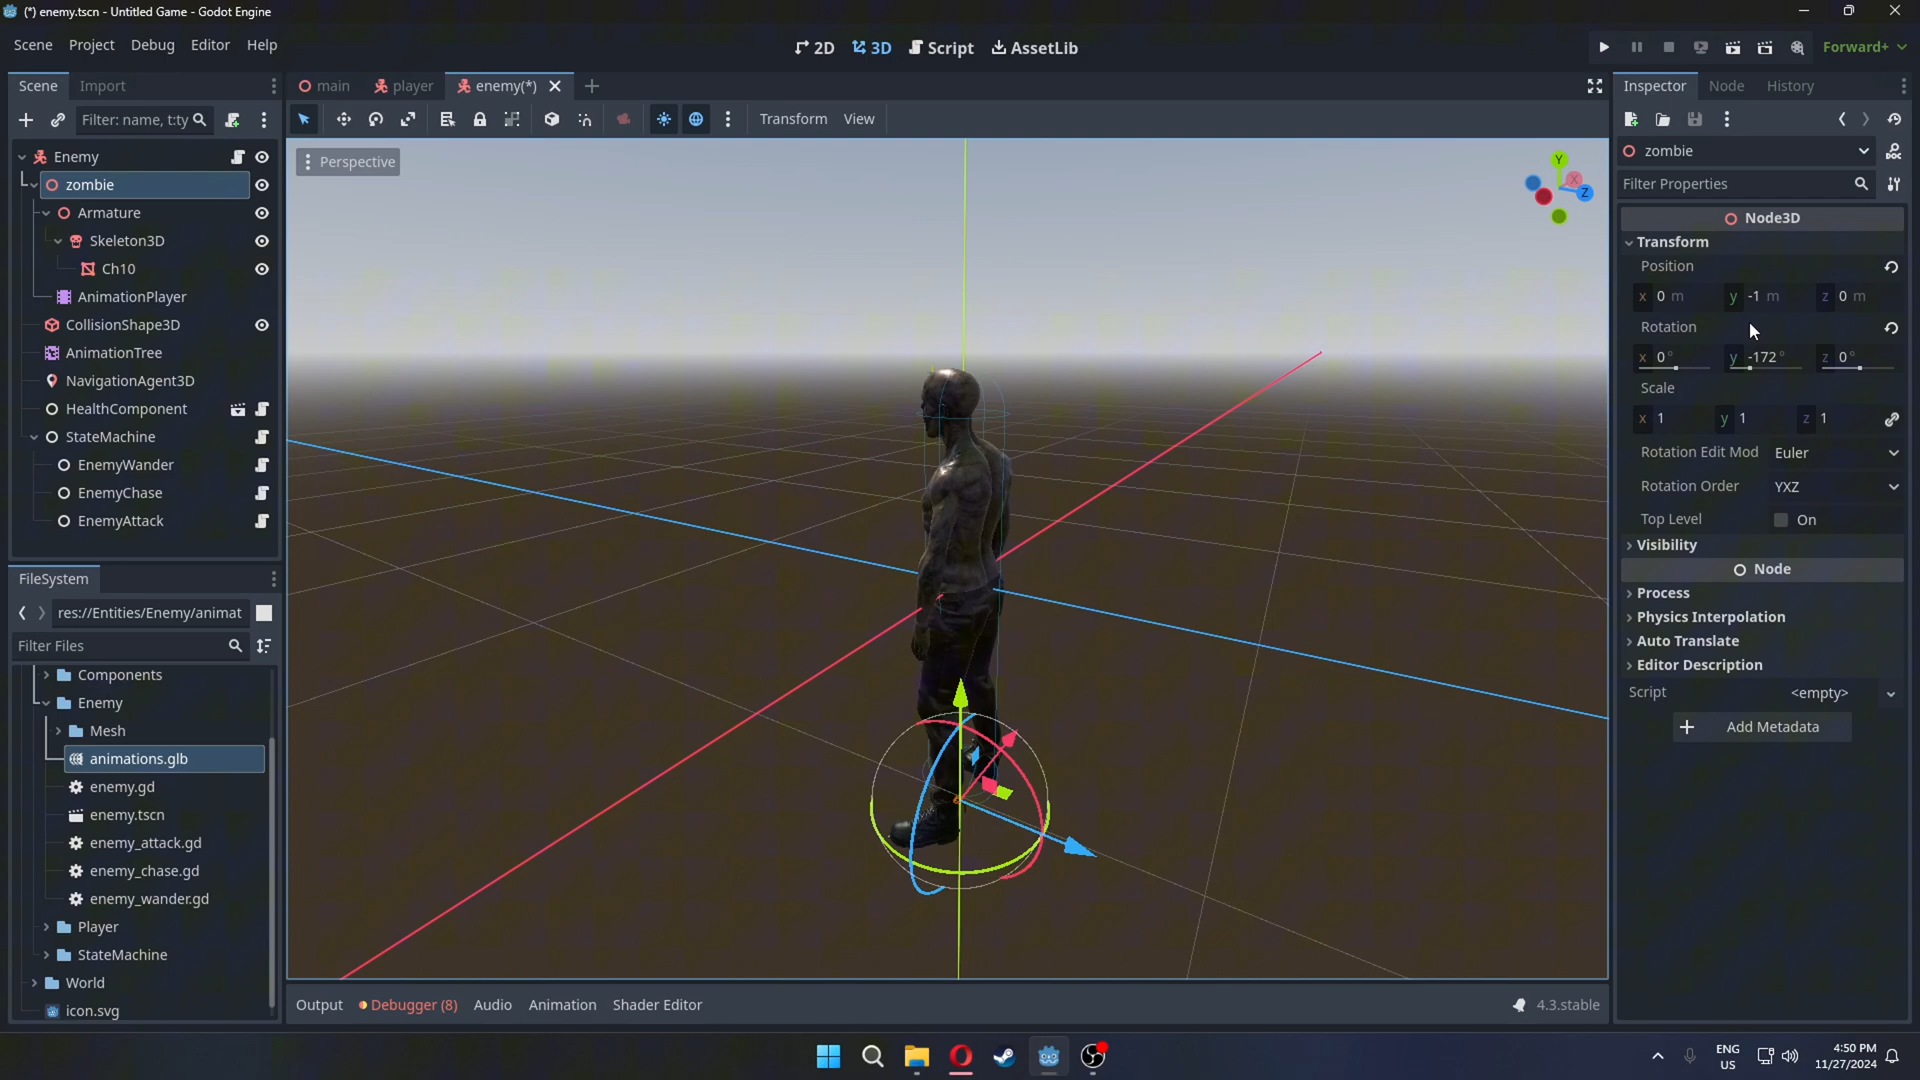 (*) enemy.tscn - Untitled Game - Godot Engine
Scene Project Debug Editor Help
2D 3D Script AssetLib
Forward+
Scene Import
main player enemy(*)
Inspector Node History
Filter: name, t:ty
Transform View
Enemy
zombie
Armature
Skeleton3D
Ch10
AnimationPlayer
CollisionShape3D
AnimationTree
NavigationAgent3D
HealthComponent
StateMachine
EnemyWander
EnemyChase
EnemyAttack
FileSystem
res://Entities/Enemy/animat
Filter Files
Components
Enemy
Mesh
animations.glb
enemy.gd
enemy.tscn
enemy_attack.gd
enemy_chase.gd
enemy_wander.gd
Player
StateMachine
World
icon.svg
Perspective
Y
X
Z
Output Debugger (8) Audio Animation Shader Editor
4.3.stable
zombie
DOC
Filter Properties
Node3D
Transform
Position
x 0 m y -1 m z 0 m
Rotation
x 0° y -172° z 0°
Scale
x 1 y 1 z 1
Rotation Edit Mod Euler
Rotation Order YXZ
Top Level On
Visibility
Node
Process
Physics Interpolation
Auto Translate
Editor Description
Script <empty>
+ Add Metadata
ENG
US
4:50 PM
11/27/2024